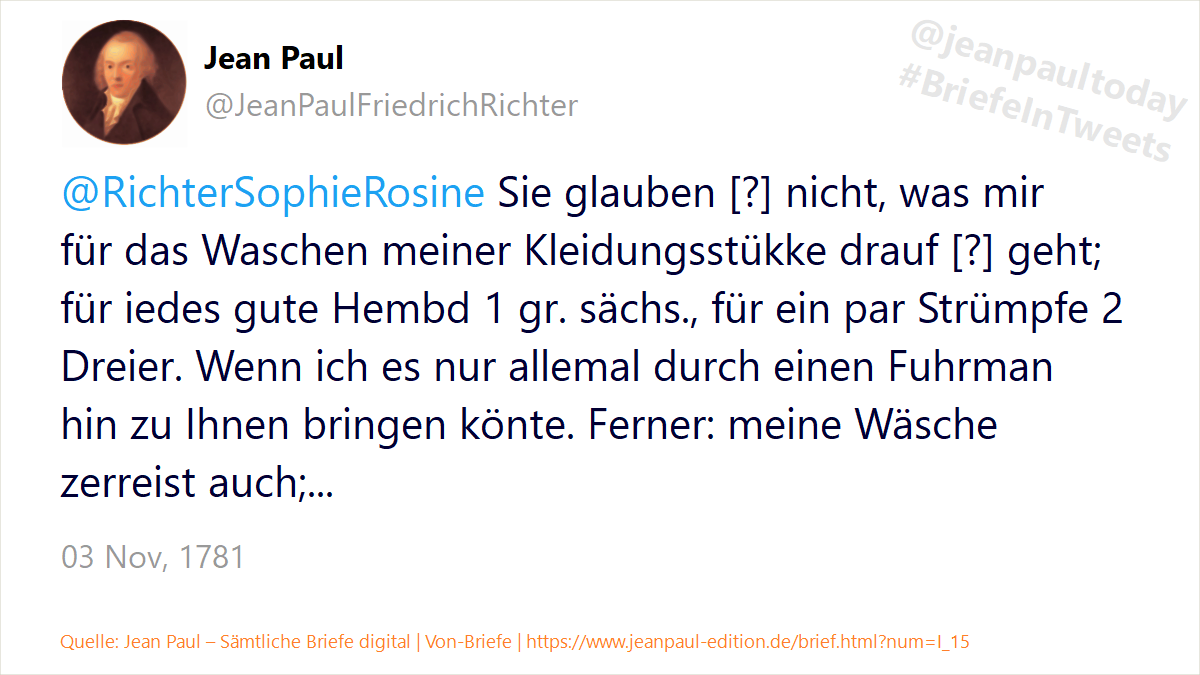 Jean Paul
@JeanPaulFriedrichRichter
@jeanpaultoday
#BriefeInTweets
@RichterSophieRosine Sie glauben [?] nicht, was mir
für das Waschen meiner Kleidungsstükke drauf [?] geht;
für iedes gute Hembd 1 gr. sächs., für ein par Strümpfe 2
Dreier. Wenn ich es nur allemal durch einen Fuhrman
hin zu Ihnen bringen könte. Ferner: meine Wäsche
zerreist auch;...
03 Nov, 1781
Quelle: Jean Paul – Sämtliche Briefe digital | Von-Briefe | https://www.jeanpaul-edition.de/brief.html?num=I_15